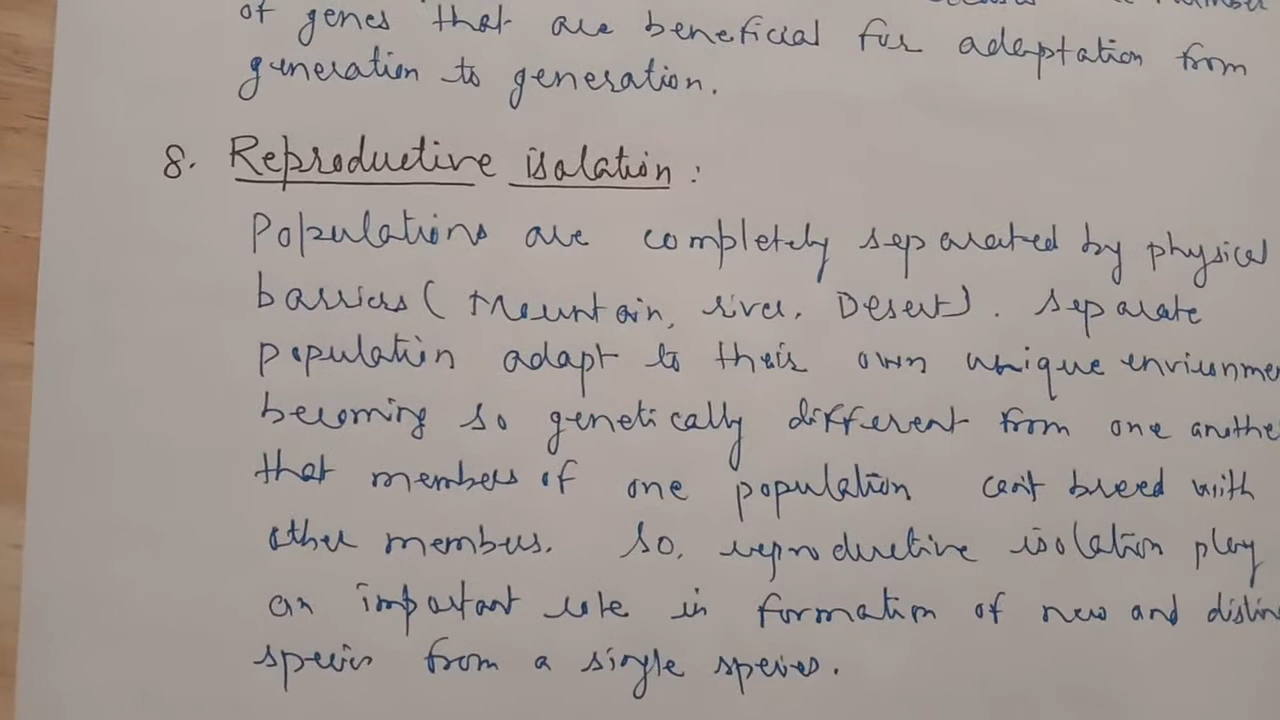 of genes that are beneficial for adaptation from
generation to generation.
8. Reproductive isolation :
Populations are completely separated by physical
barriers ( Mountain, river, Desert) . separate
population adapt to their own unique environme
becoming so genetically different from one anothe
that members of one population can't breed with
other members. So, reproductive isolation play
an important role in formation of new and distin
species from a single species.